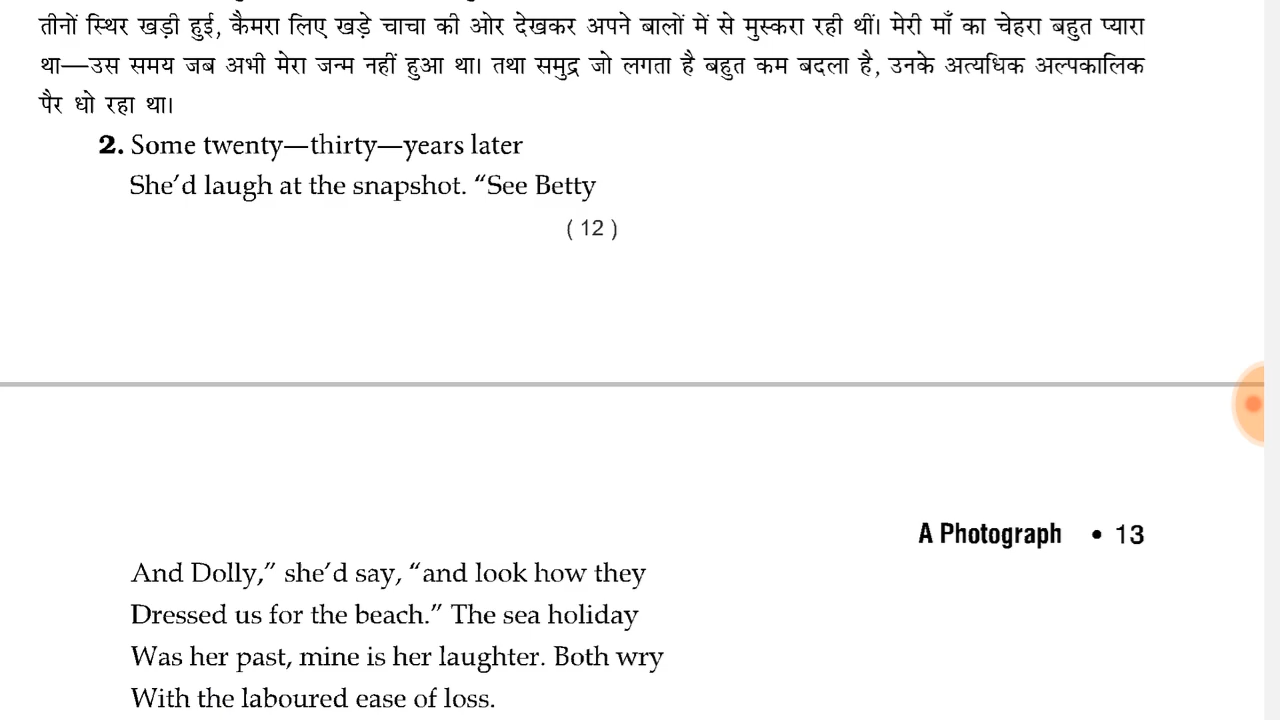 तीनों स्थिर खड़ी हुई, कैमरा लिए खड़े चाचा की ओर देखकर अपने बालों में से मुस्करा रही थीं। मेरी माँ का चेहरा बहुत प्यारा
था—उस समय जब अभी मेरा जन्म नहीं हुआ था। तथा समुद्र जो लगता है बहुत कम बदला है, उनके अत्यधिक अल्पकालिक
पैर धो रहा था।
2. Some twenty—thirty—years later
She’d laugh at the snapshot. “See Betty
( 12 )
A Photograph • 13
And Dolly,” she’d say, “and look how they
Dressed us for the beach.” The sea holiday
Was her past, mine is her laughter. Both wry
With the laboured ease of loss.